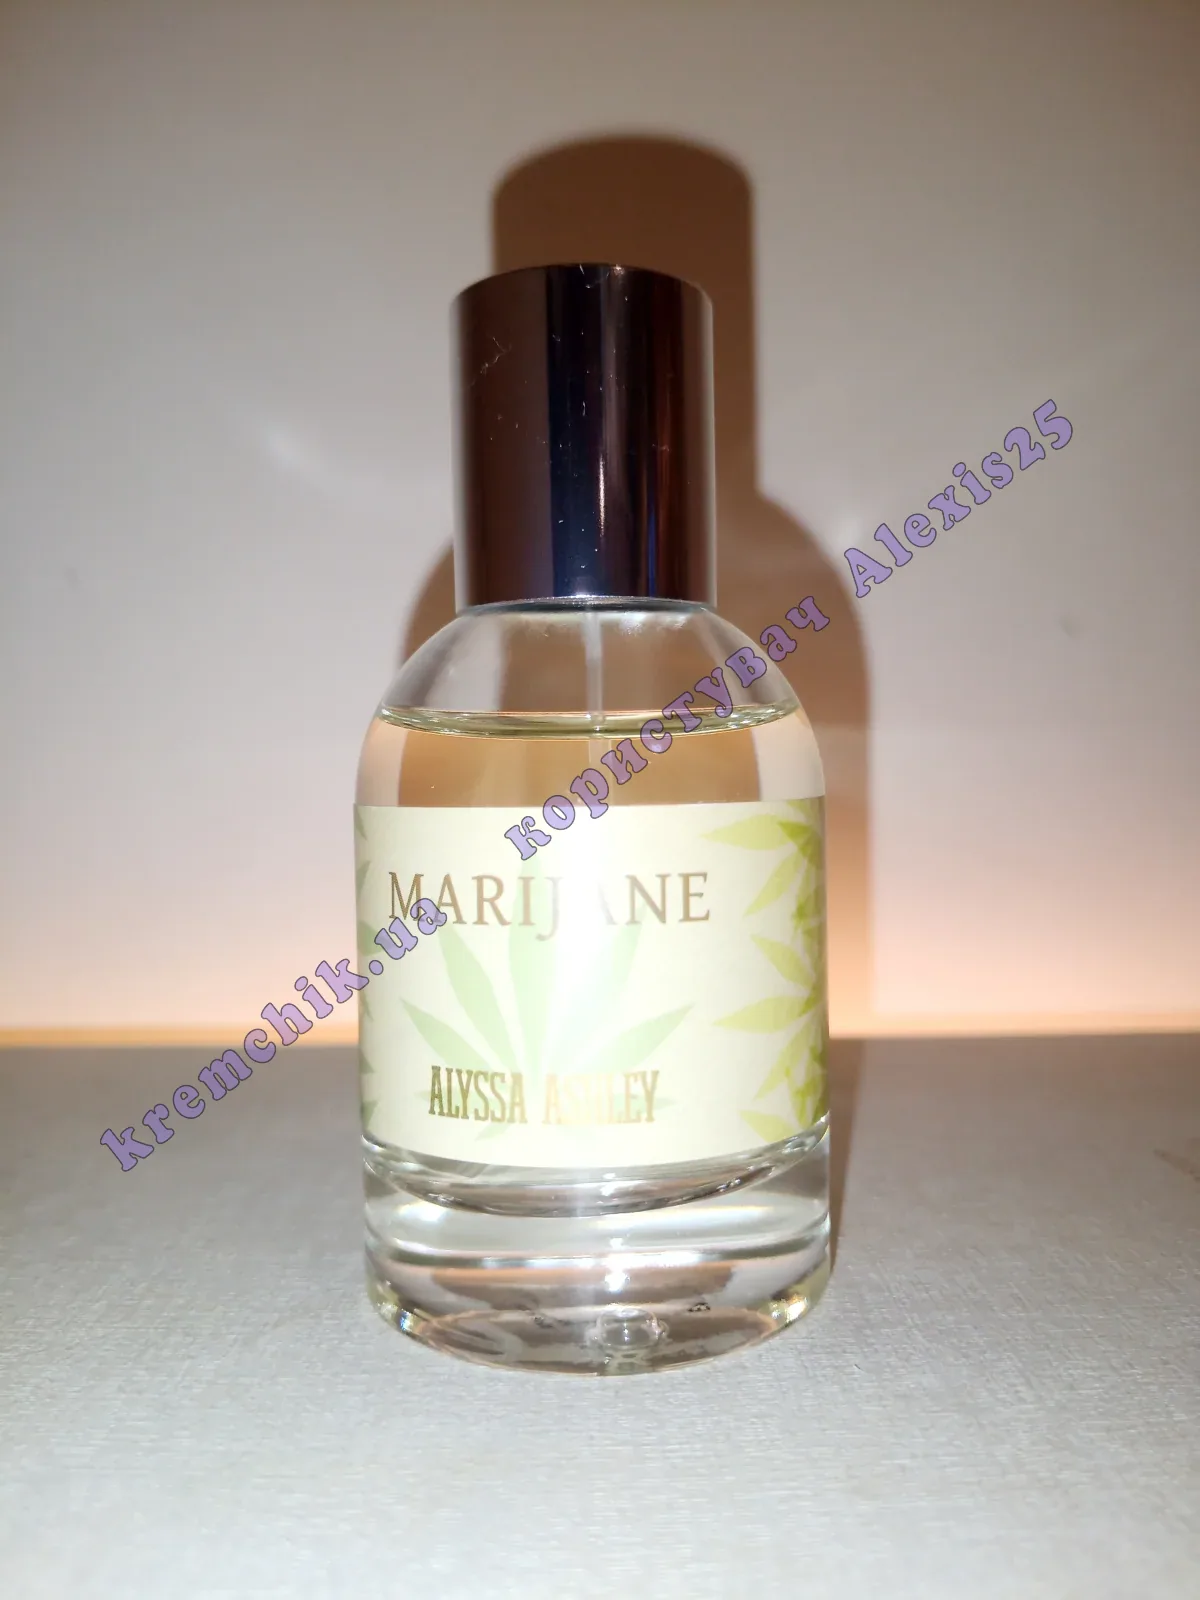 MARIJANE
ALYSSA ASHLEY
kremchik.ua користувач Alexis25